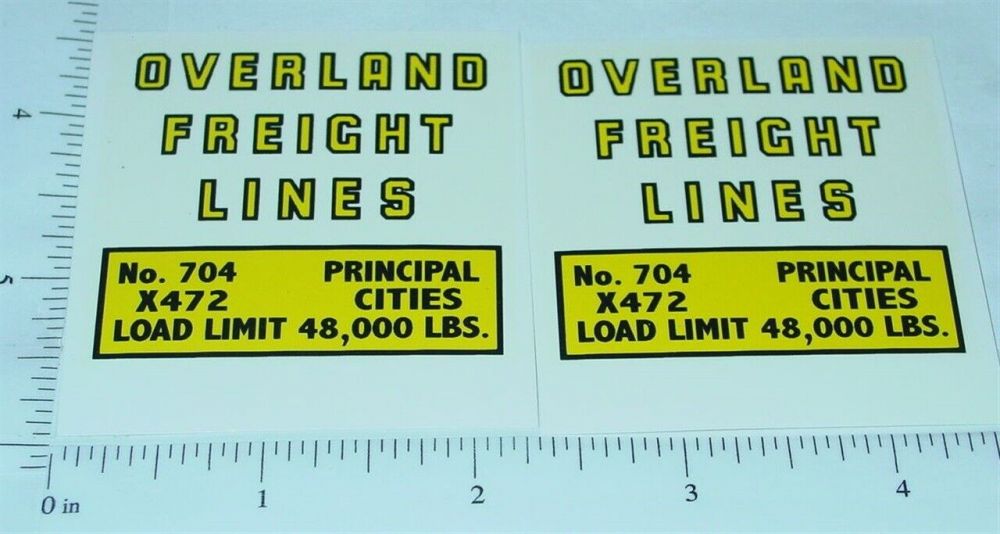 OVERLAND
FREIGHT
LINES
No. 704 PRINCIPAL
X472 CITIES
LOAD LIMIT 48,000 LBS.
OVERLAND
FREIGHT
LINES
No. 704 PRINCIPAL
X472 CITIES
LOAD LIMIT 48,000 LBS.
4
5
0 in 1 2 3 4